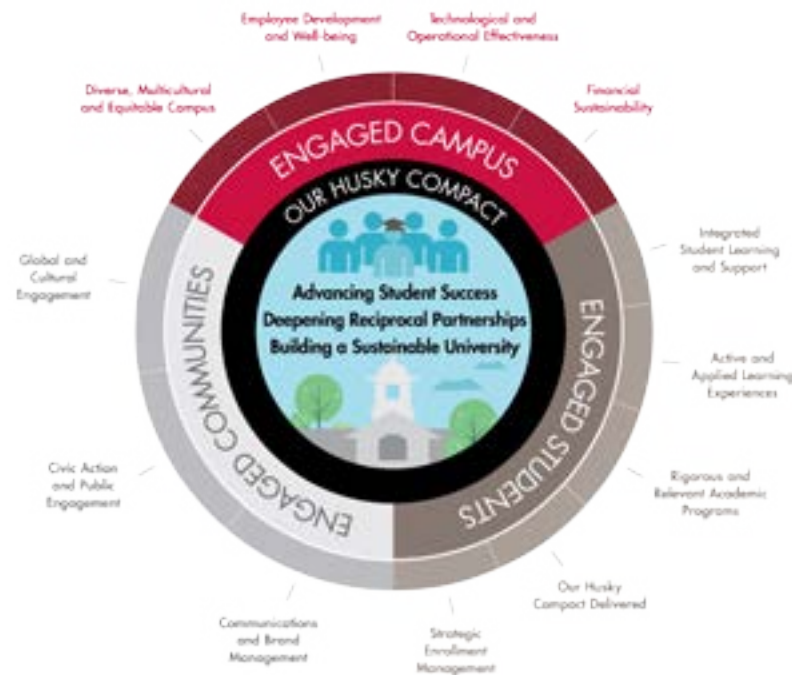 Employee Development
and Well-being
Technological and
Operational Effectiveness
Diverse, Multicultural
and Equitable Campus
Financial
Sustainability
ENGAGED CAMPUS
OUR HUSKY COMPACT
Global and
Cultural
Engagement
Integrated
Student Learning
and Support
Advancing Student Success
Deepening Reciprocal Partnerships
Building a Sustainable University
ENGAGED COMMUNITIES
ENGAGED STUDENTS
Active and
Applied Learning
Experiences
Civic Action
and Public
Engagement
Rigorous and
Relevant Academic
Programs
Our Husky
Compact Delivered
Communications
and Brand
Management
Strategic
Enrollment
Management